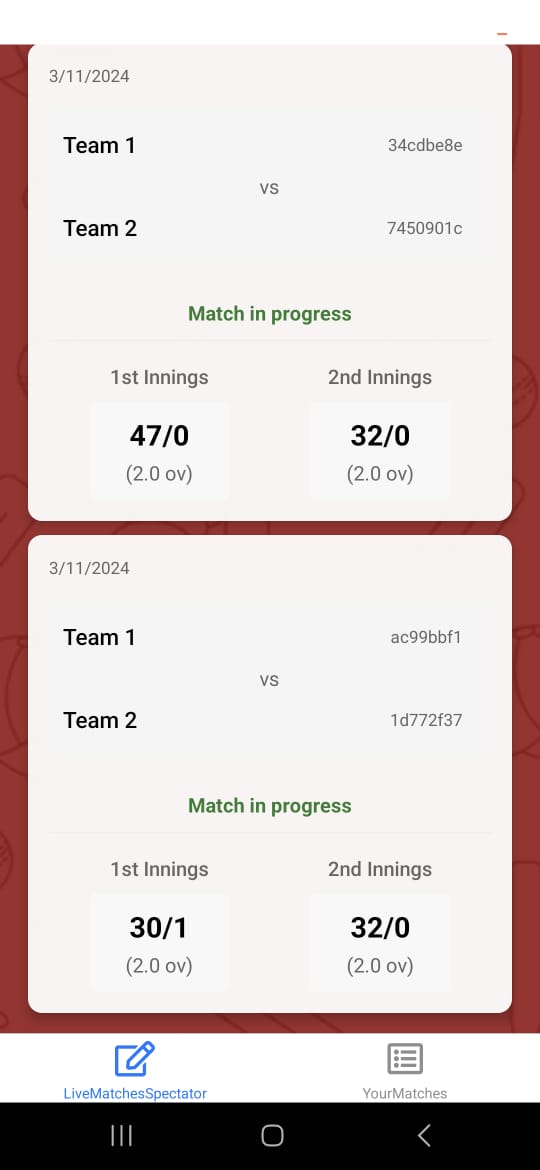 3/11/2024
Team 1 34cdbe8e
vs
Team 2 7450901c
Match in progress
1st Innings 2nd Innings
47/0 32/0
(2.0 ov) (2.0 ov)
3/11/2024
Team 1 ac99bbf1
vs
Team 2 1d772f37
Match in progress
1st Innings 2nd Innings
30/1 32/0
(2.0 ov) (2.0 ov)
LiveMatchesSpectator YourMatches